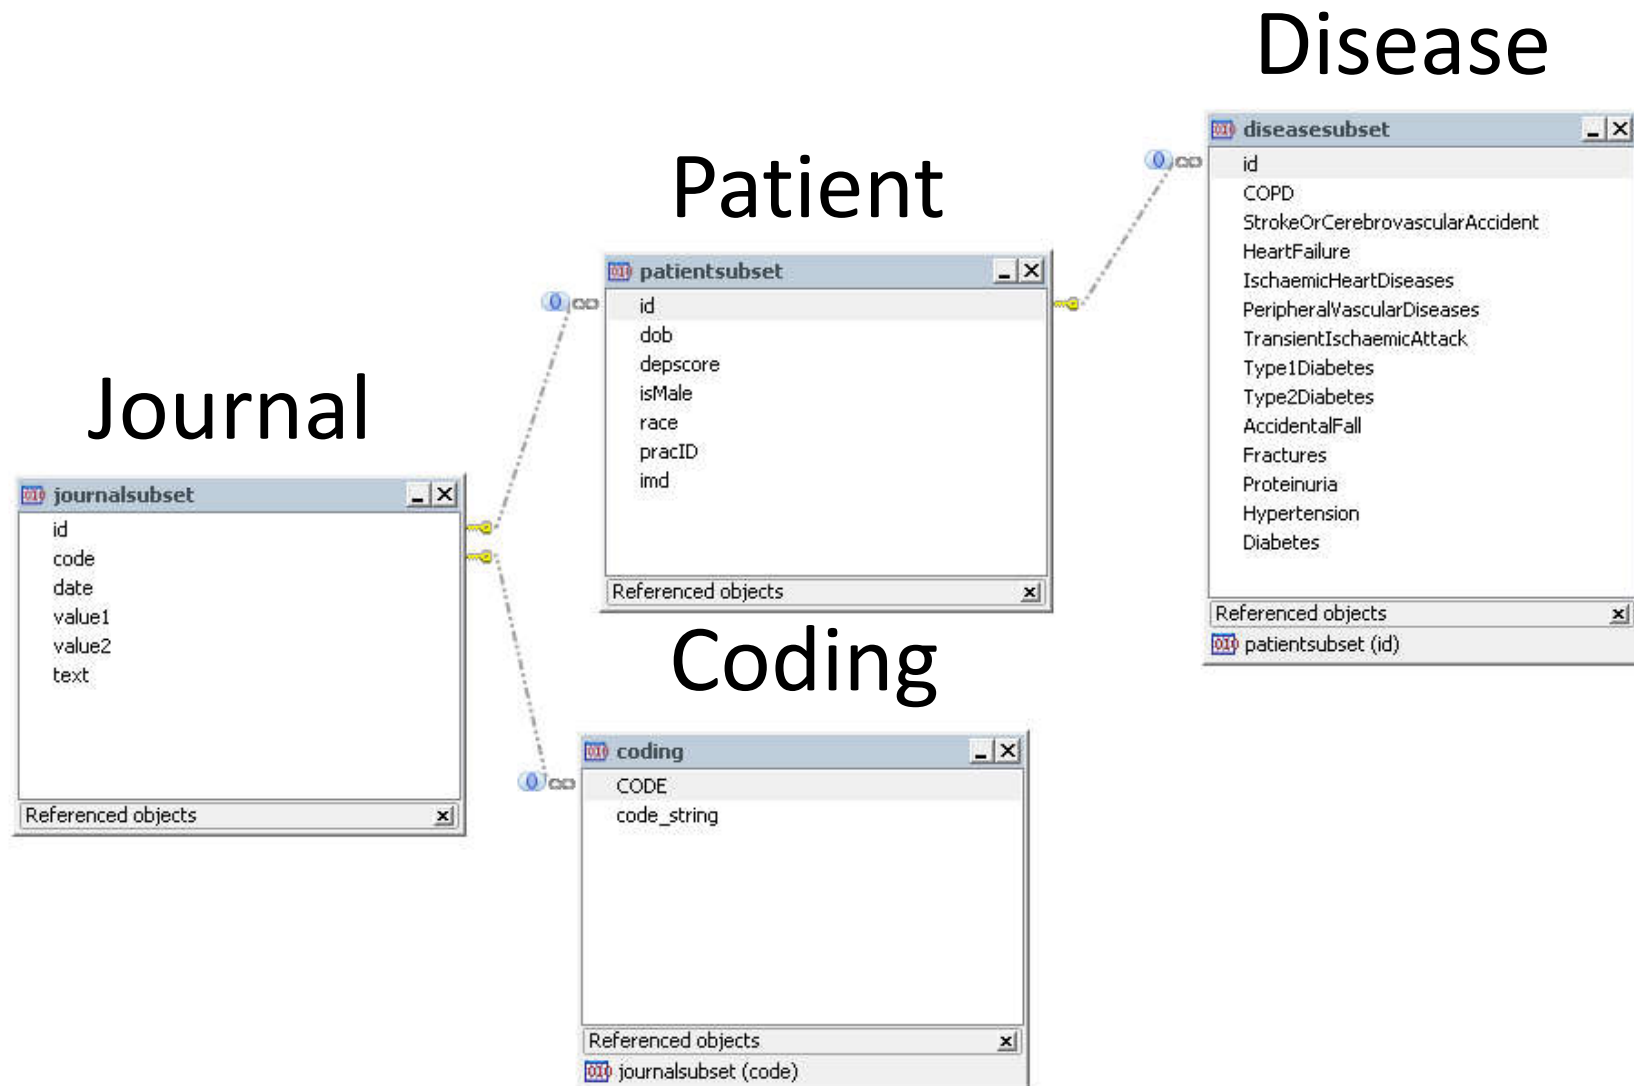 Disease
diseasesubset
id
COPD
StrokeOrCerebrovascularAccident
HeartFailure
IschaemicHeartDiseases
PeripheralVascularDiseases
TransientIschaemicAttack
Type1Diabetes
Type2Diabetes
AccidentalFall
Fractures
Proteinuria
Hypertension
Diabetes
Referenced objects
patientsubset (id)
Patient
patientsubset
id
dob
depscore
isMale
race
pracID
imd
Referenced objects
Journal
journalsubset
id
code
date
value1
value2
text
Referenced objects
Coding
coding
CODE
code_string
Referenced objects
journalsubset (code)